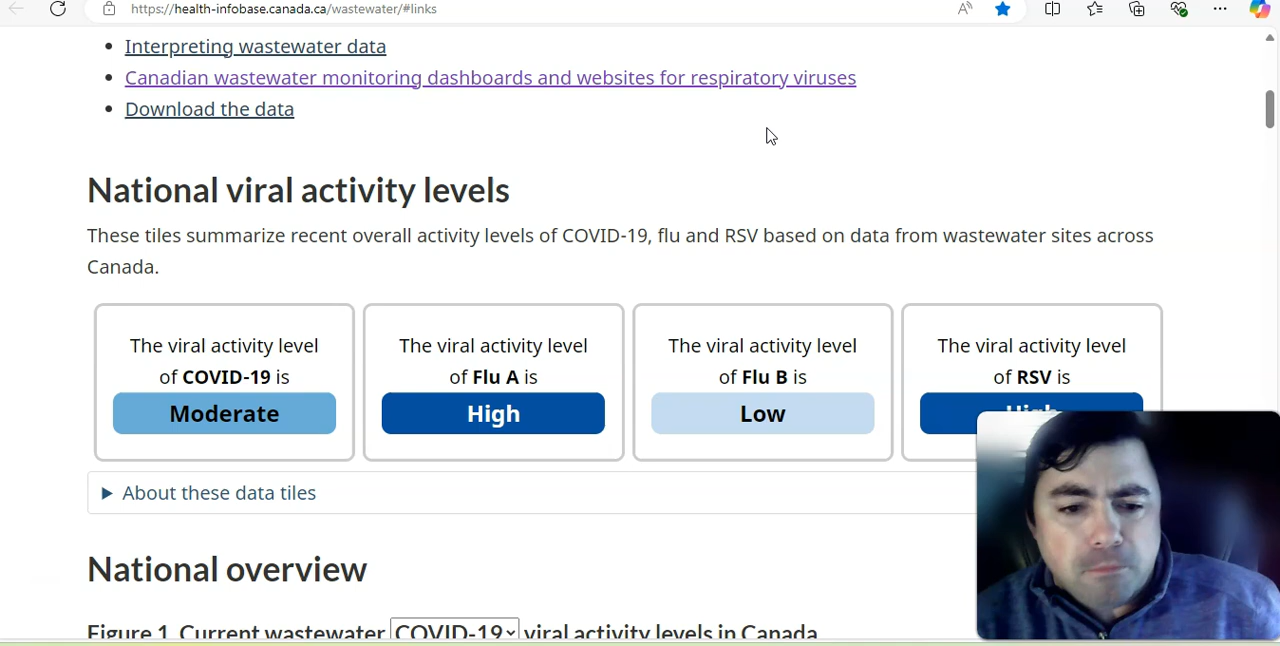 https://health-infobase.canada.ca/wastewater/#links
Interpreting wastewater data
Canadian wastewater monitoring dashboards and websites for respiratory viruses
Download the data
National viral activity levels
These tiles summarize recent overall activity levels of COVID-19, flu and RSV based on data from wastewater sites across
Canada.
The viral activity level
of COVID-19 is
Moderate
The viral activity level
of Flu A is
High
The viral activity level
of Flu B is
Low
The viral activity level
of RSV is
High
About these data tiles
National overview
Figure 1. Current wastewater COVID-19 viral activity levels in Canada